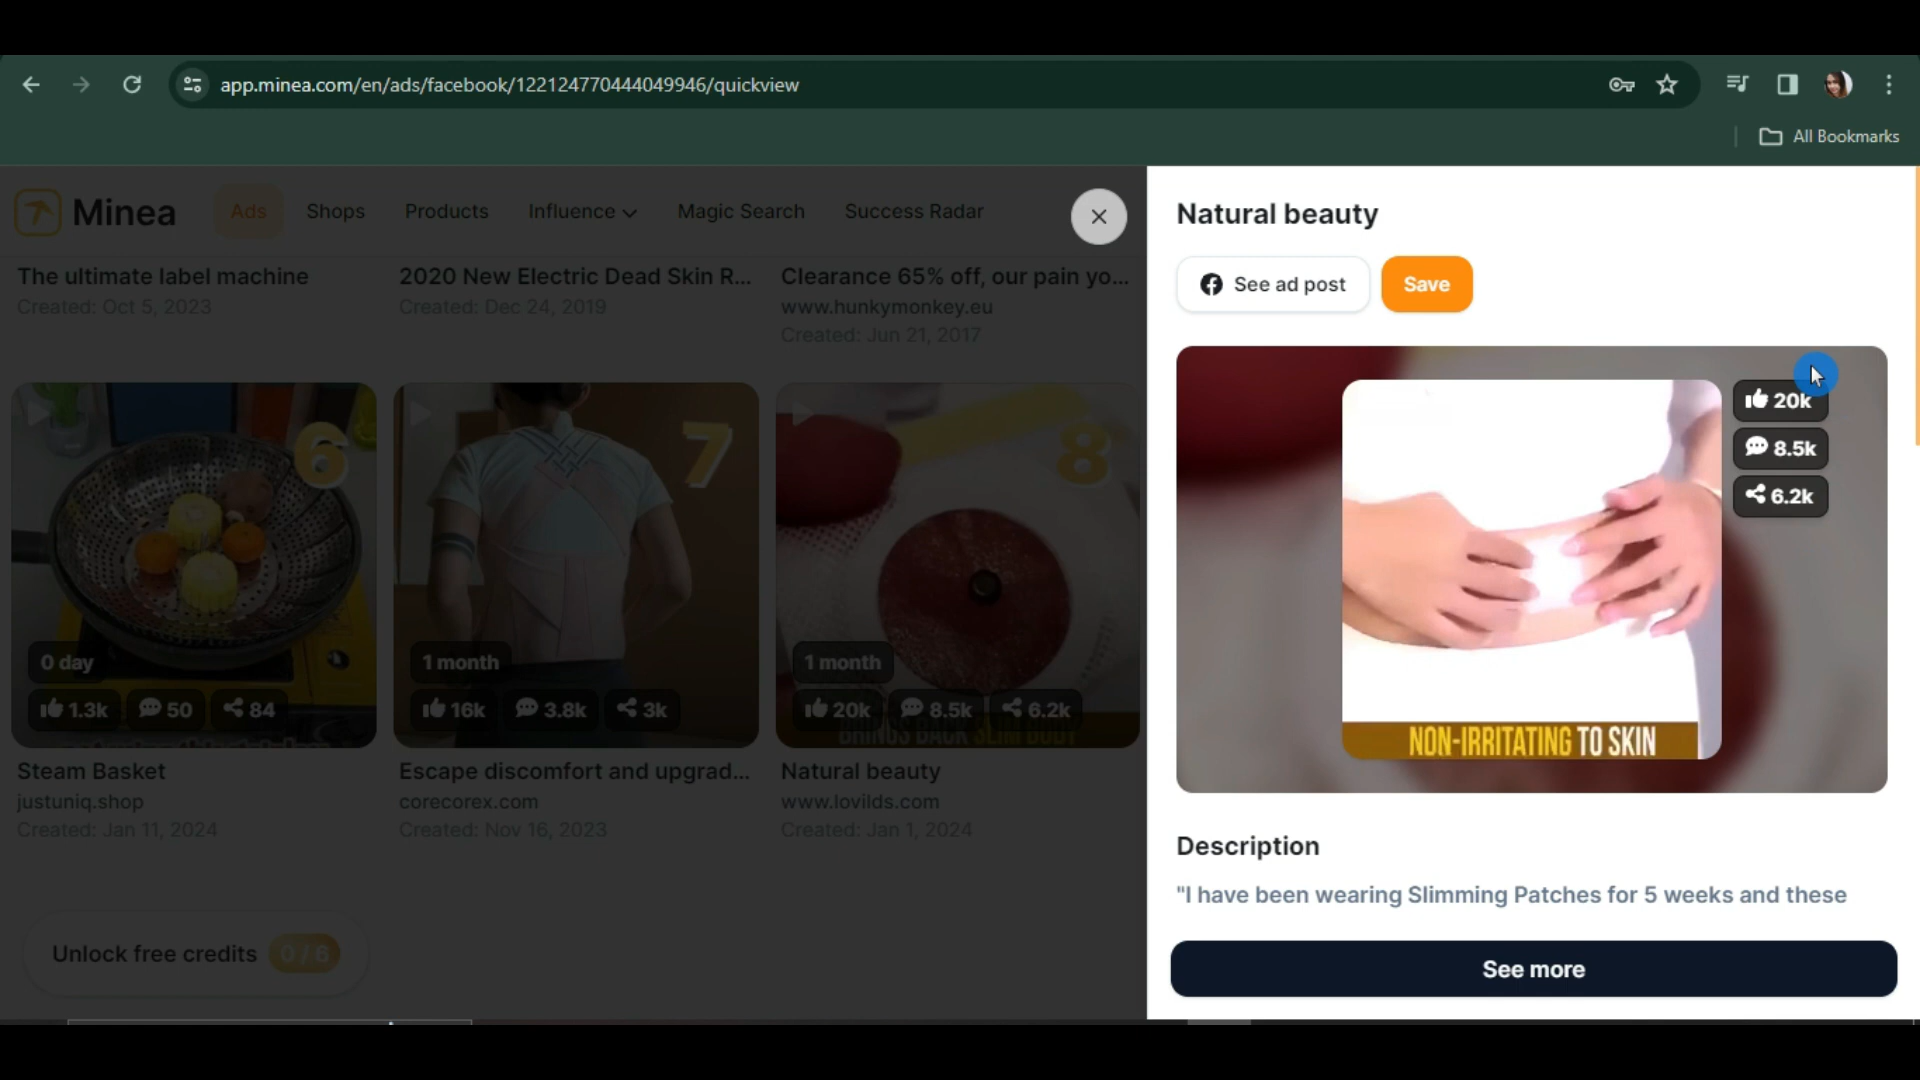 app.minea.com/en/ads/facebook/122124770444049946/quickview
All Bookmarks
Minea
Ads
Shops
Products
Influence
Magic Search
Success Radar
The ultimate label machine
Created: Oct 5, 2023
2020 New Electric Dead Skin R...
Created: Dec 24, 2019
Clearance 65% off, our pain yo...
www.hunkymonkey.eu
Created: Jun 21, 2017
6
0 day
1.3k 50 84
Steam Basket
justuniq.shop
Created: Jan 11, 2024
7
1 month
16k 3.8k 3k
Escape discomfort and upgrad...
corecorex.com
Created: Nov 16, 2023
8
1 month
20k 8.5k 6.2k
BRINGS BACK SLIM BODY
Natural beauty
www.lovilds.com
Created: Jan 1, 2024
Unlock free credits 0 / 6
Natural beauty
See ad post
Save
20k
8.5k
6.2k
NON-IRRITATING TO SKIN
Description
"I have been wearing Slimming Patches for 5 weeks and these
See more